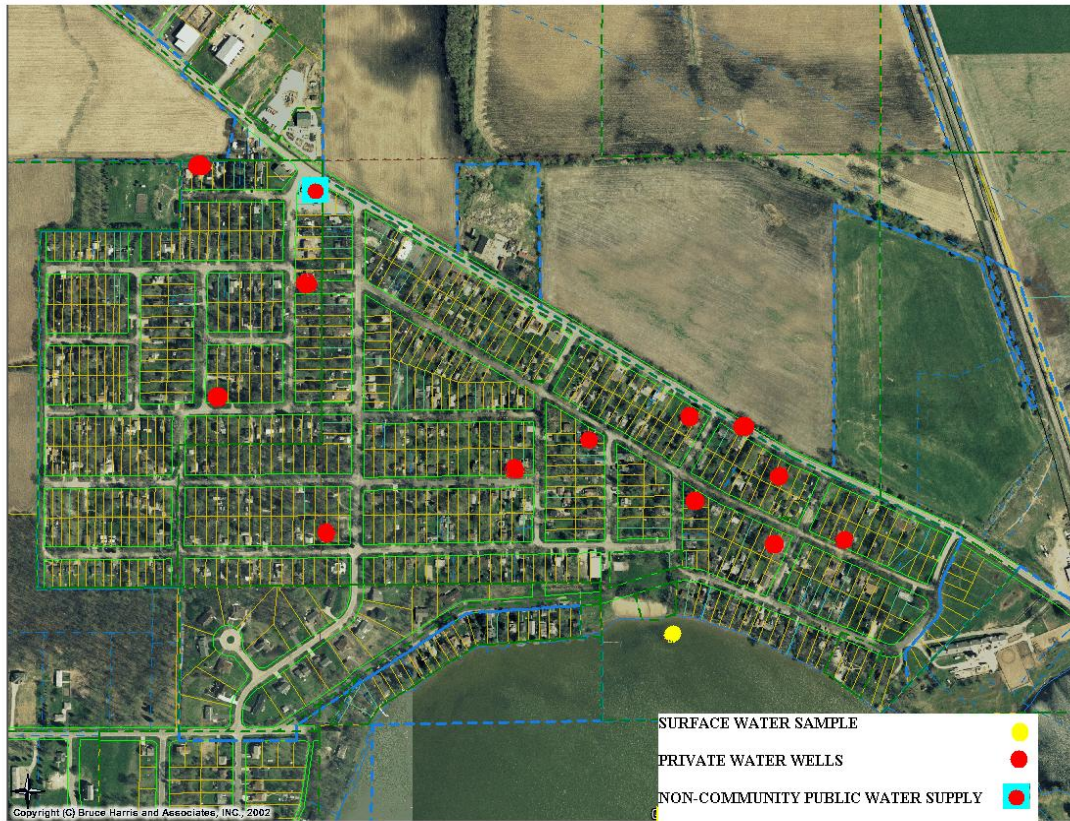 SURFACE WATER SAMPLE
PRIVATE WATER WELLS
NON-COMMUNITY PUBLIC WATER SUPPLY
Copyright (C) Bruce Harris and Associates, INC., 2002